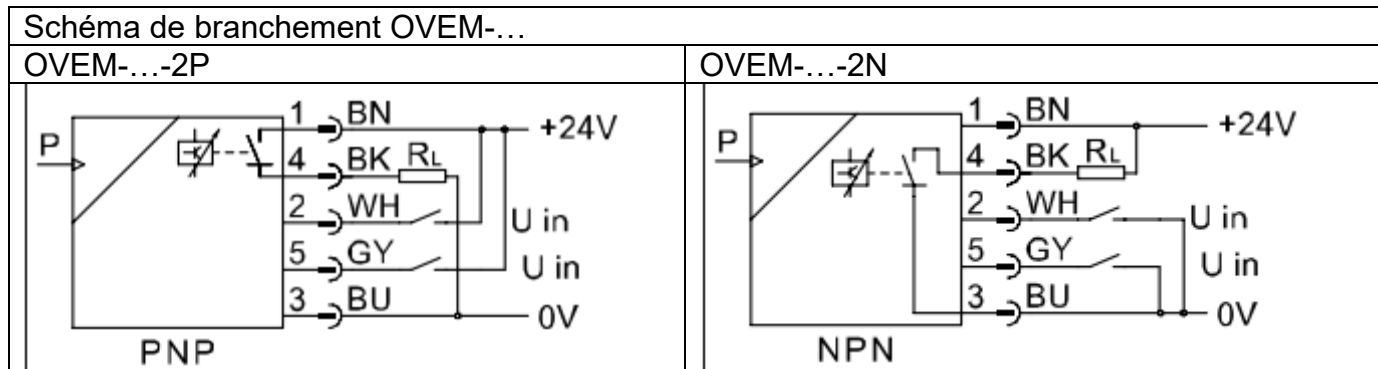 Schéma de branchement OVEM-…
OVEM-…-2P
OVEM-…-2N
P
1 BN +24V
4 BK RL
2 WH U in
5 GY U in
3 BU 0V
PNP
P
1 BN +24V
4 BK RL
2 WH U in
5 GY U in
3 BU 0V
NPN